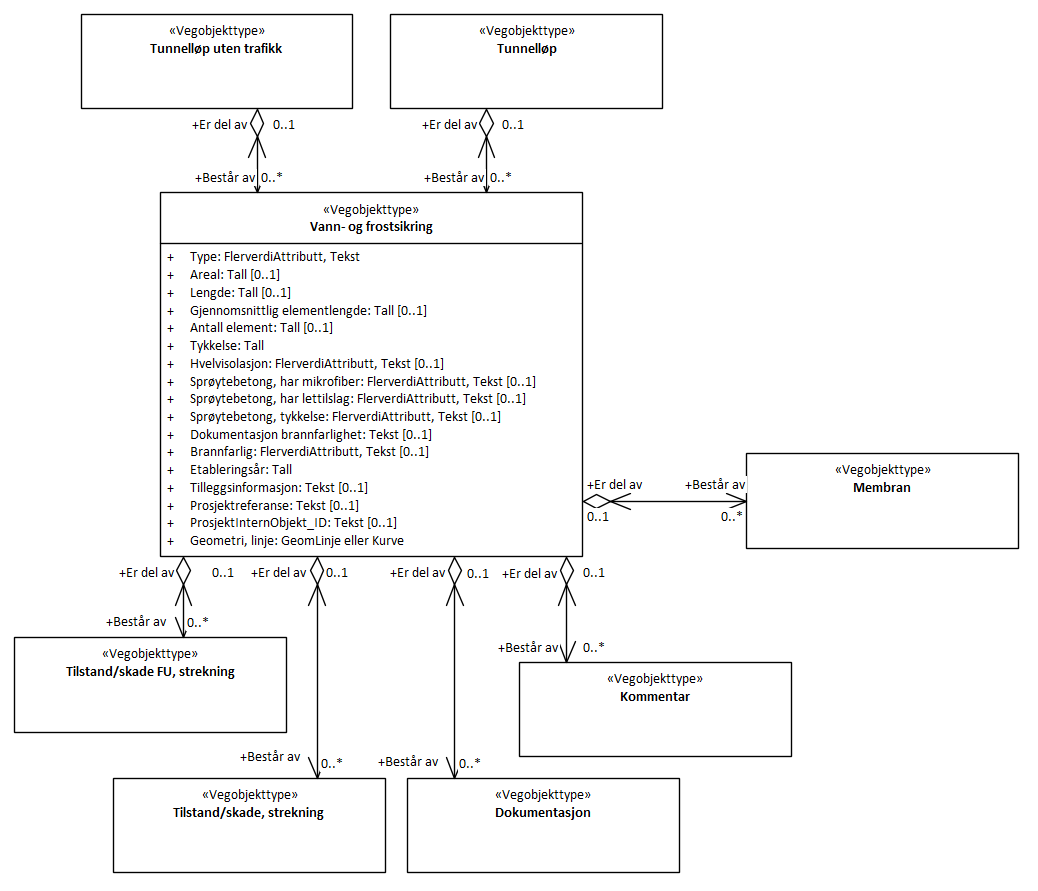 «Vegobjekttype»
Tunnelløp uten trafikk
«Vegobjekttype»
Tunnelløp
+Er del av 0..1
+Er del av 0..1
+Består av 0..*
+Består av 0..*
«Vegobjekttype»
Vann- og frostsikring
+ Type: FlerverdiAttributt, Tekst
+ Areal: Tall [0..1]
+ Lengde: Tall [0..1]
+ Gjennomsnittlig elementlengde: Tall [0..1]
+ Antall element: Tall [0..1]
+ Tykkelse: Tall
+ Hvelvisolasjon: FlerverdiAttributt, Tekst [0..1]
+ Sprøytebetong, har mikrofiber: FlerverdiAttributt, Tekst [0..1]
+ Sprøytebetong, har lettilslag: FlerverdiAttributt, Tekst [0..1]
+ Sprøytebetong, tykkelse: FlerverdiAttributt, Tekst [0..1]
+ Dokumentasjon brannfarlighet: Tekst [0..1]
+ Brannfarlig: FlerverdiAttributt, Tekst [0..1]
+ Etableringsår: Tall
+ Tilleggsinformasjon: Tekst [0..1]
+ Prosjektreferanse: Tekst [0..1]
+ ProsjektInternObjekt_ID: Tekst [0..1]
+ Geometri, linje: GeomLinje eller Kurve
+Er del av
0..1
+Består av
0..*
«Vegobjekttype»
Membran
+Er del av 0..1
+Er del av 0..1
+Er del av 0..1
+Er del av 0..1
+Består av 0..*
«Vegobjekttype»
Tilstand/skade FU, strekning
+Består av 0..*
«Vegobjekttype»
Kommentar
+Består av 0..*
+Består av 0..*
«Vegobjekttype»
Tilstand/skade, strekning
«Vegobjekttype»
Dokumentasjon